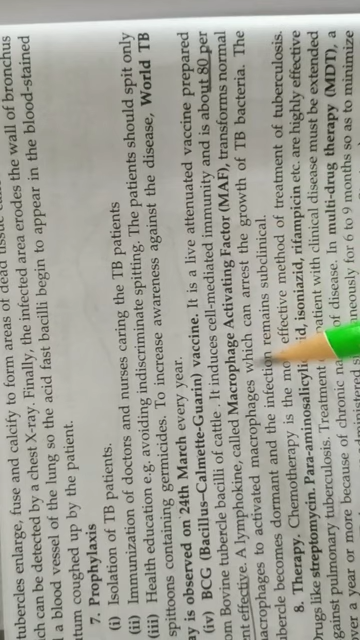 tubercles enlarge, fuse and calcify to form areas of dead tissue
ch can be detected by a chest X-ray. Finally, the infected area erodes the wall of bronchus
a blood vessel of the lung so the acid fast bacilli begin to appear in the blood-stained
tum coughed up by the patient.
7. Prophylaxis
(i) Isolation of TB patients.
(ii) Immunization of doctors and nurses caring the TB patients
(iii) Health education e.g. avoiding indiscriminate spitting. The patients should spit only
spittoons containing germicides. To increase awareness against the disease, World TB
ay is observed on 24th March every year.
(iv) BCG (Bacillus–Calmette-Guarin) vaccine. It is a live attenuated vaccine prepared
m Bovine tubercle bacilli of cattle. It induces cell-mediated immunity and is about 80 per
nt effective. A lymphokine, called Macrophage Activating Factor (MAF), transforms normal
acrophages to activated macrophages which can arrest the growth of TB bacteria. The
bercle becomes dormant and the infection remains subclinical.
8. Therapy. Chemotherapy is the mo effective method of treatment of tuberculosis.
rugs like streptomycin. Para-aminosalicylic id, isoniazid, rifampicin etc. are highly effective
gainst pulmonary tuberculosis. Treatment patient with clinical disease must be extended
ver a year or more because of chronic na of disease. In multi-drug therapy (MDT), a
neously for 6 to 9 months so as to minimize